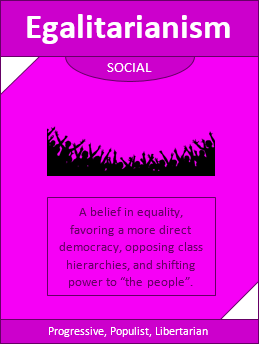 Egalitarianism
SOCIAL
A belief in equality,
favoring a more direct
democracy, opposing class
hierarchies, and shifting
power to “the people”.
Progressive, Populist, Libertarian